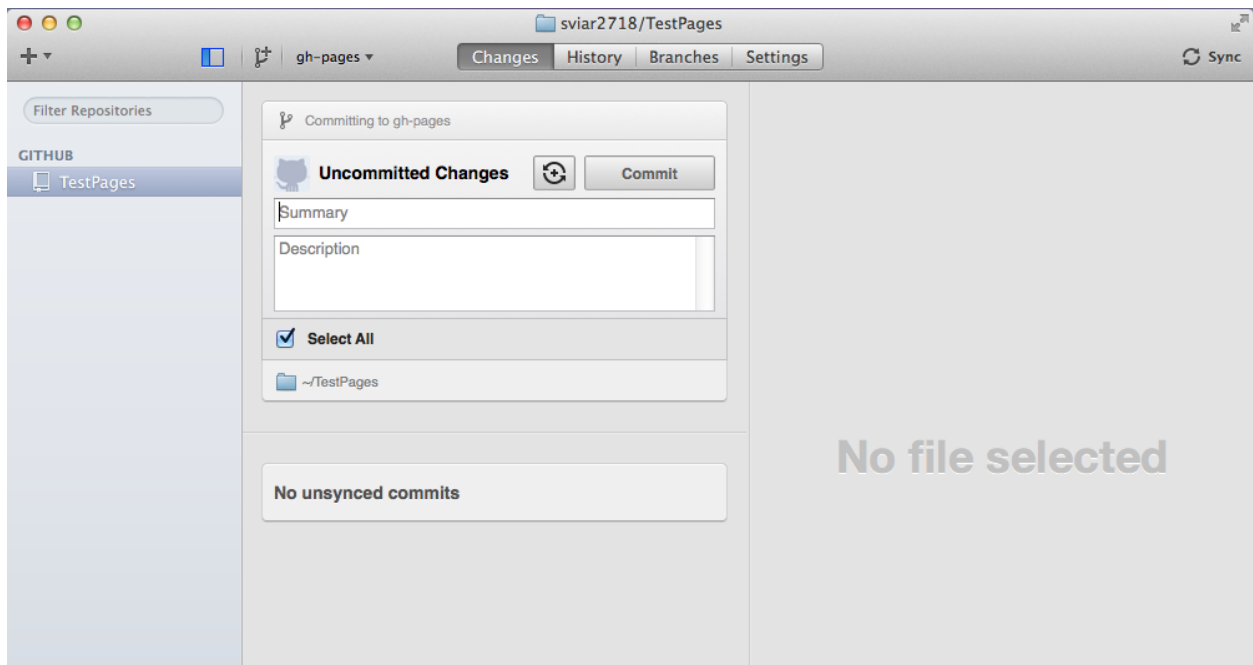 sviar2718/TestPages
gh-pages
Changes
History
Branches
Settings
Sync
Filter Repositories
GITHUB
TestPages
Committing to gh-pages
Uncommitted Changes
Commit
Summary
Description
Select All
~/TestPages
No unsynced commits
No file selected